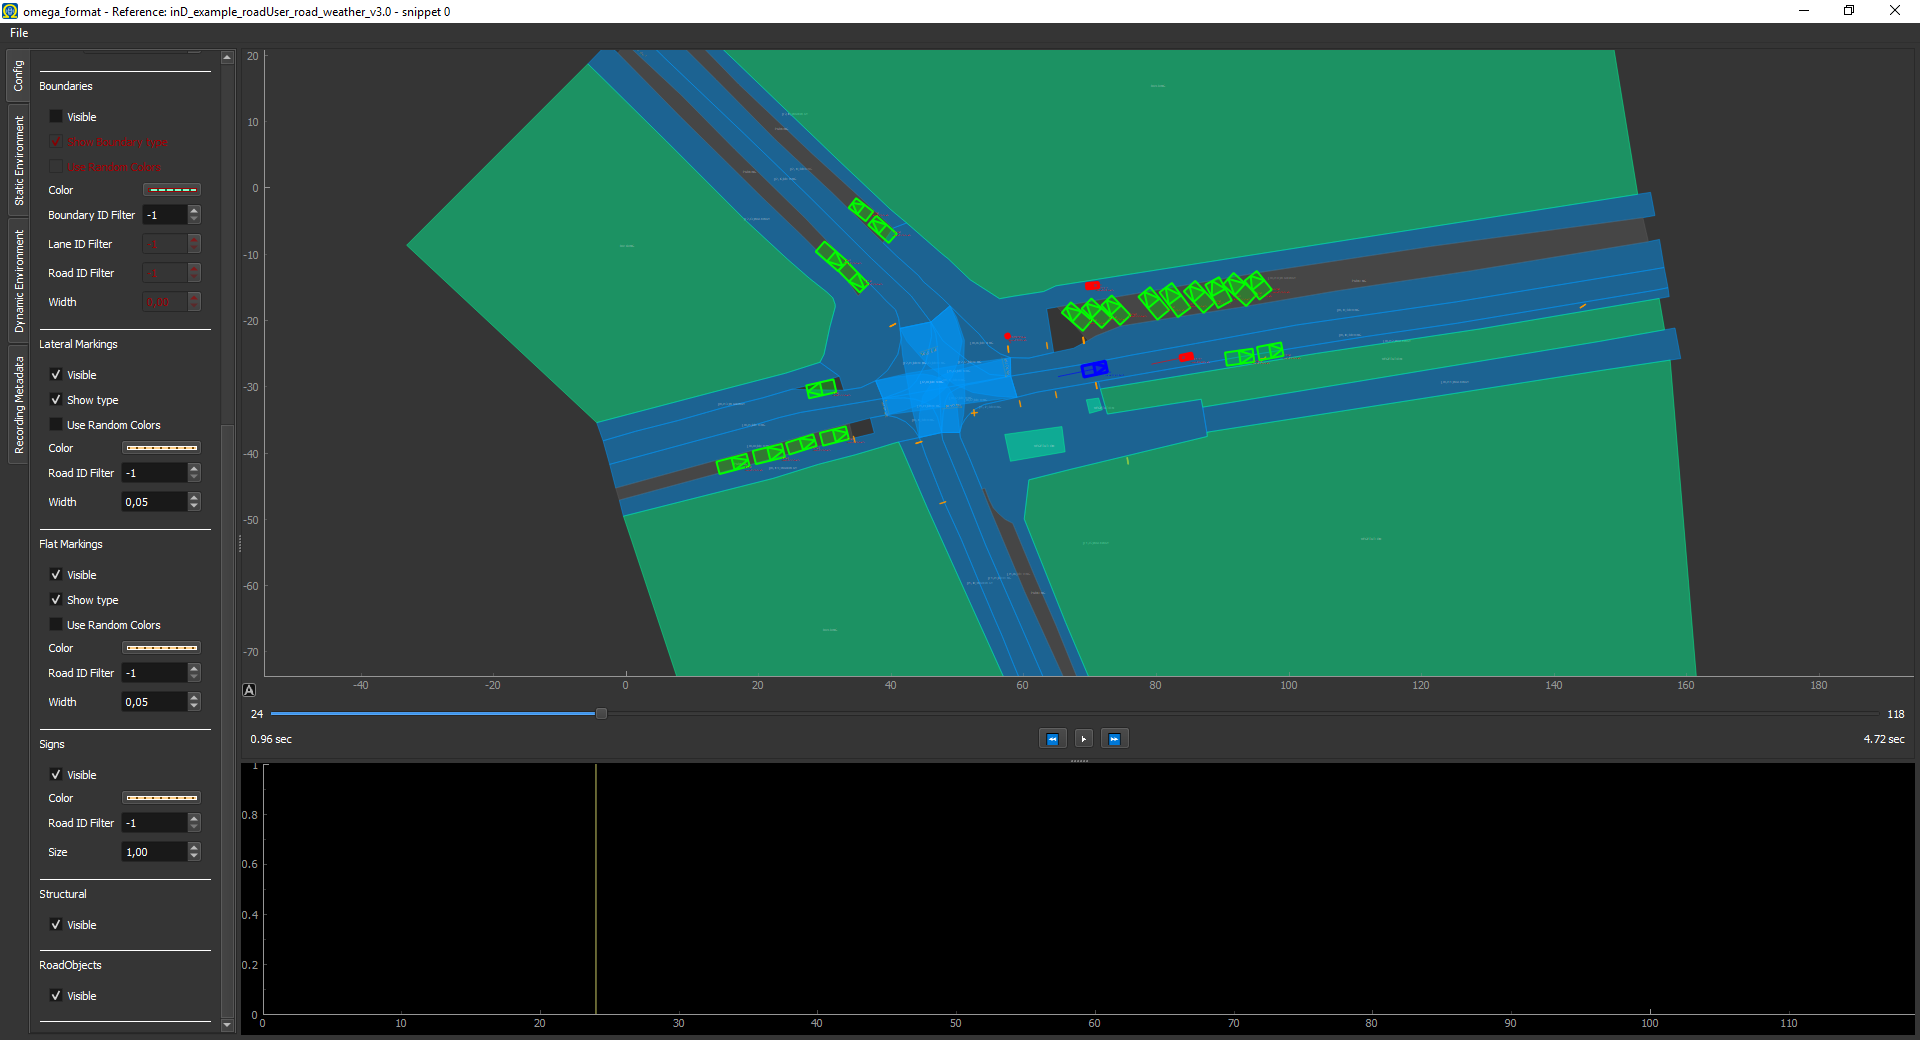 omega_format - Reference: inD_example_roadUser_road_weather_v3.0 - snippet 0
File
Config
Static Environment
Dynamic Environment
Recording Metadata
Boundaries
Visible
Show Boundary type
Use Random Colors
Color
Boundary ID Filter -1
Lane ID Filter -1
Road ID Filter -1
Width 0,05
Lateral Markings
Visible
Show type
Use Random Colors
Color
Road ID Filter -1
Width 0,05
Flat Markings
Visible
Show type
Use Random Colors
Color
Road ID Filter -1
Width 0,05
Signs
Visible
Color
Road ID Filter -1
Size 1,00
Structural
Visible
RoadObjects
Visible
20
10
0
-10
-20
-30
-40
-50
-60
-70
-40 -20 0 20 40 60 80 100 120 140 160 180
A
24 118
0.96 sec 4.72 sec
1
0.8
0.6
0.4
0.2
0
0 10 20 30 40 50 60 70 80 90 100 110